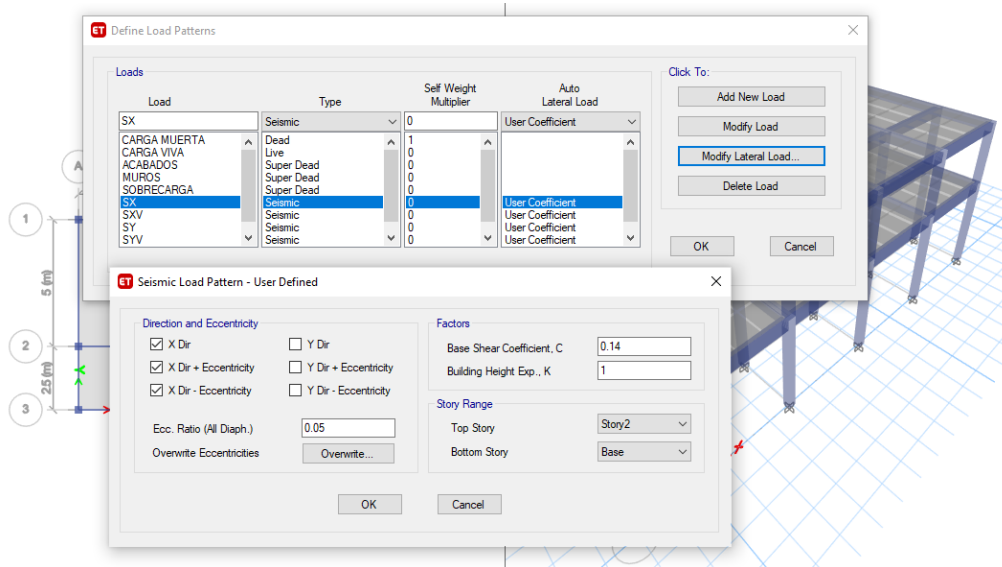 ET Define Load Patterns
Loads
Click To:
Load Type Self Weight Multiplier Auto Lateral Load
SX Seismic 0 User Coefficient
CARGA MUERTA Dead 1
CARGA VIVA Live 0
ACABADOS Super Dead 0
MUROS Super Dead 0
SOBRECARGA Super Dead 0
SX Seismic 0 User Coefficient
SXV Seismic 0 User Coefficient
SY Seismic 0 User Coefficient
SYV Seismic 0 User Coefficient
Add New Load
Modify Load
Modify Lateral Load...
Delete Load
OK Cancel
A
1
5 (m)
2
2.5 (m)
3
ET Seismic Load Pattern - User Defined
Direction and Eccentricity
X Dir Y Dir
X Dir + Eccentricity Y Dir + Eccentricity
X Dir - Eccentricity Y Dir - Eccentricity
Ecc. Ratio (All Diaph.) 0.05
Overwrite Eccentricities Overwrite...
Factors
Base Shear Coefficient, C 0.14
Building Height Exp., K 1
Story Range
Top Story Story2
Bottom Story Base
OK Cancel